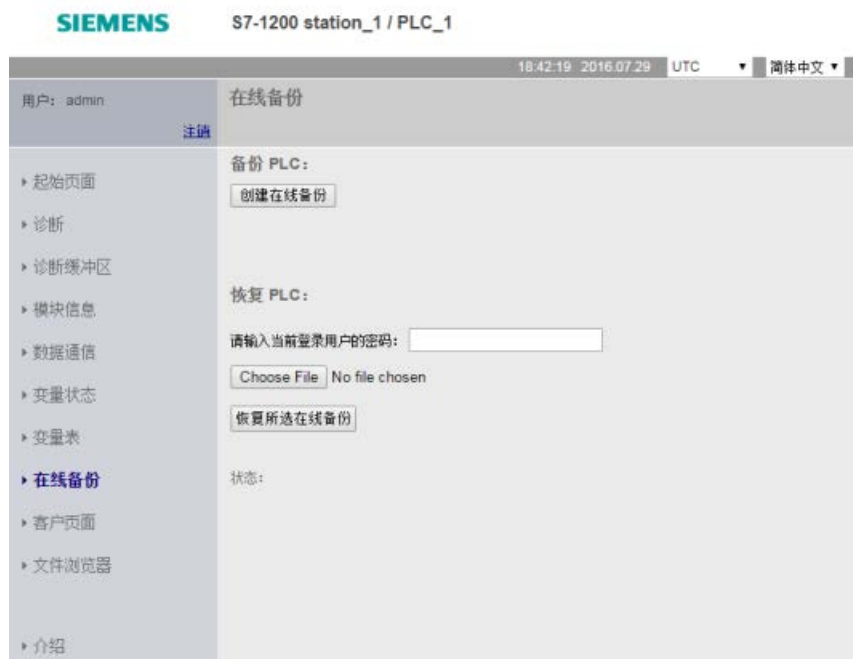 SIEMENS
S7-1200 station_1 / PLC_1
18:42:19 2016.07.29 UTC 简体中文
用户: admin
注销
在线备份
起始页面
诊断
诊断缓冲区
模块信息
数据通信
变量状态
变量表
在线备份
客户页面
文件浏览器
介绍
备份 PLC:
创建在线备份
恢复 PLC:
请输入当前登录用户的密码:
Choose File No file chosen
恢复所选在线备份
状态: